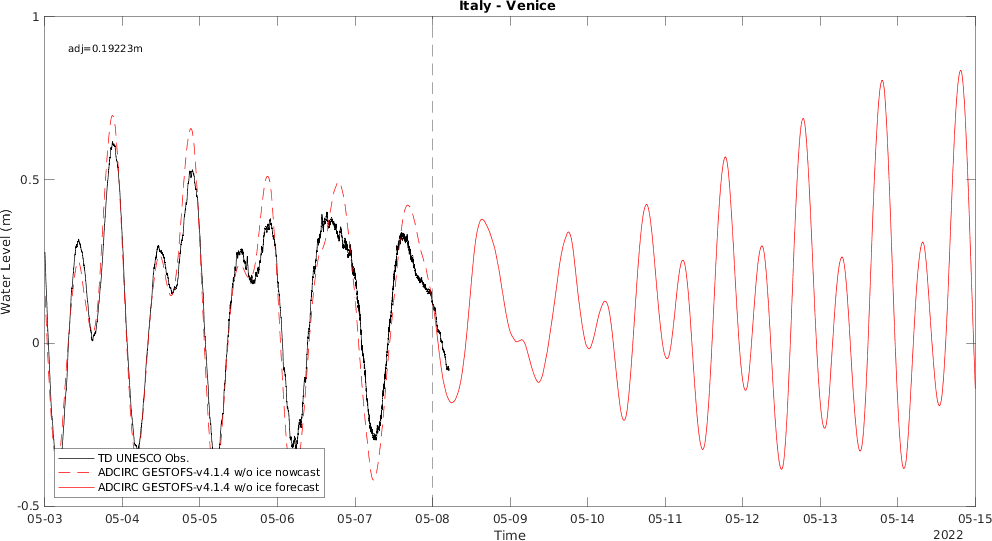 Italy - Venice
1
adj=0.19223m
0.5
Water Level (m)
0
TD UNESCO Obs.
ADCIRC GESTOFS-v4.1.4 w/o ice nowcast
ADCIRC GESTOFS-v4.1.4 w/o ice forecast
-0.5
05-03 05-04 05-05 05-06 05-07 05-08 05-09 05-10 05-11 05-12 05-13 05-14 05-15
Time 2022